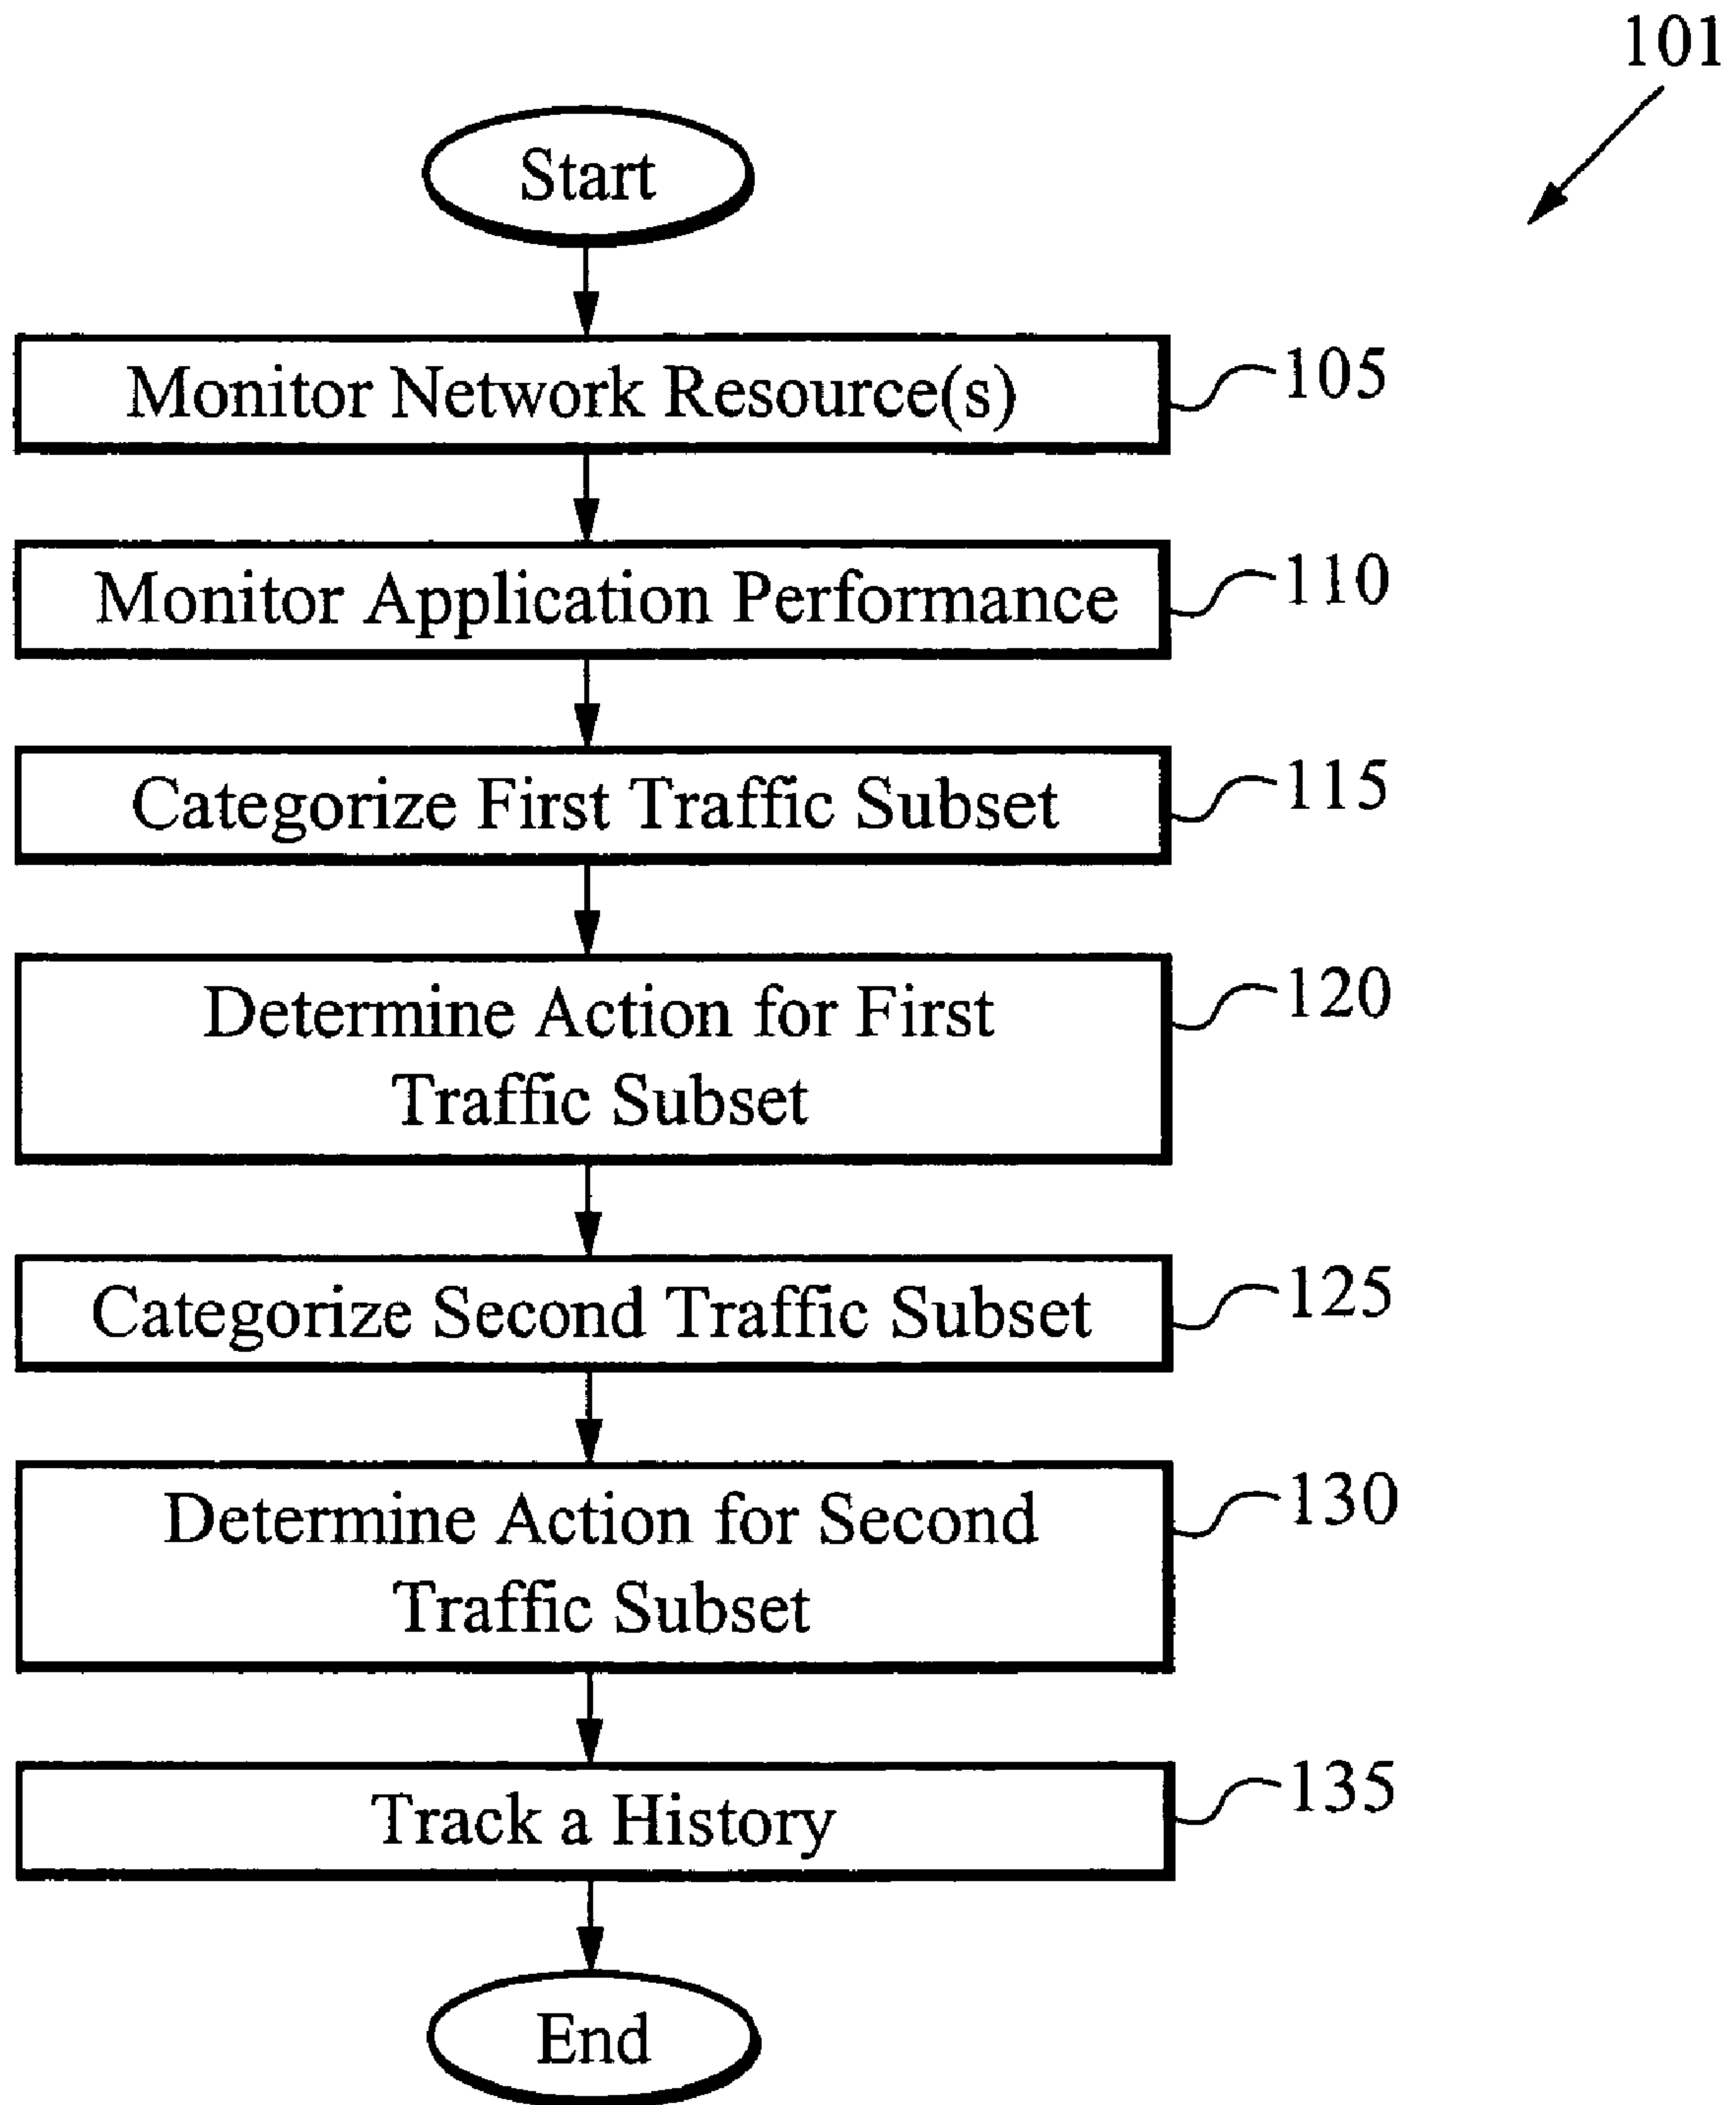 101
Start
Monitor Network Resource(s)
105
Monitor Application Performance
110
Categorize First Traffic Subset
115
Determine Action for First
Traffic Subset
120
Categorize Second Traffic Subset
125
Determine Action for Second
Traffic Subset
130
Track a History
135
End